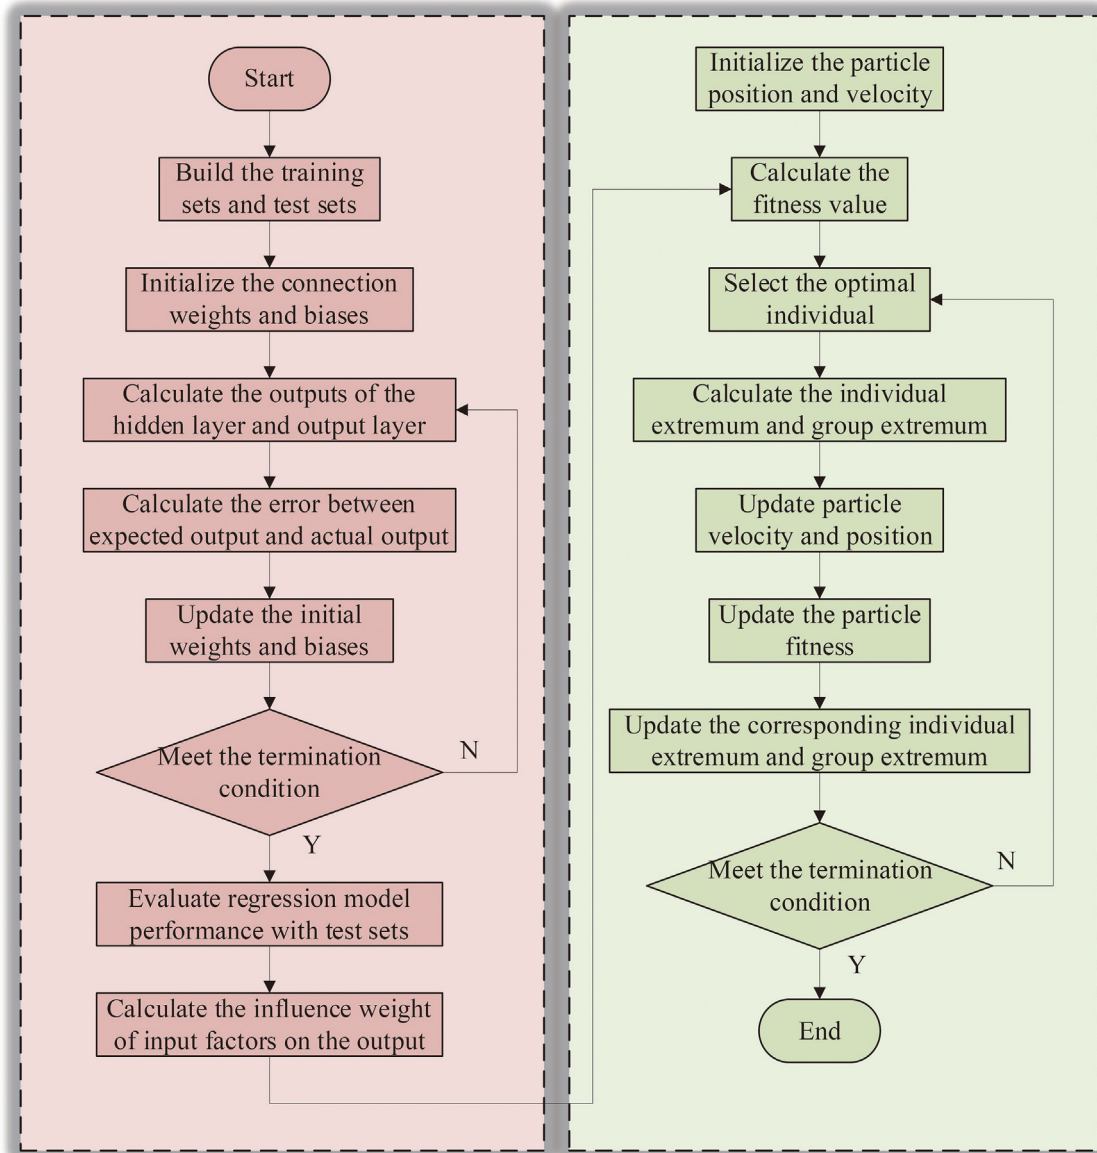 Start
Build the training
sets and test sets
Initialize the connection
weights and biases
Calculate the outputs of the
hidden layer and output layer
Calculate the error between
expected output and actual output
Update the initial
weights and biases
Meet the termination
condition
N
Y
Evaluate regression model
performance with test sets
Calculate the influence weight
of input factors on the output
Initialize the particle
position and velocity
Calculate the
fitness value
Select the optimal
individual
Calculate the individual
extremum and group extremum
Update particle
velocity and position
Update the particle
fitness
Update the corresponding individual
extremum and group extremum
Meet the termination
condition
N
Y
End